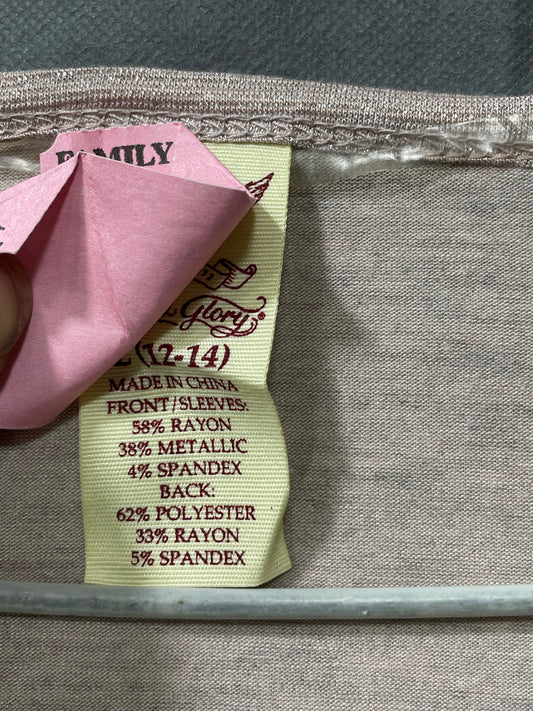 FAMILY
Glory®
(12-14)
MADE IN CHINA
FRONT/SLEEVES:
58% RAYON
38% METALLIC
4% SPANDEX
BACK:
62% POLYESTER
33% RAYON
5% SPANDEX